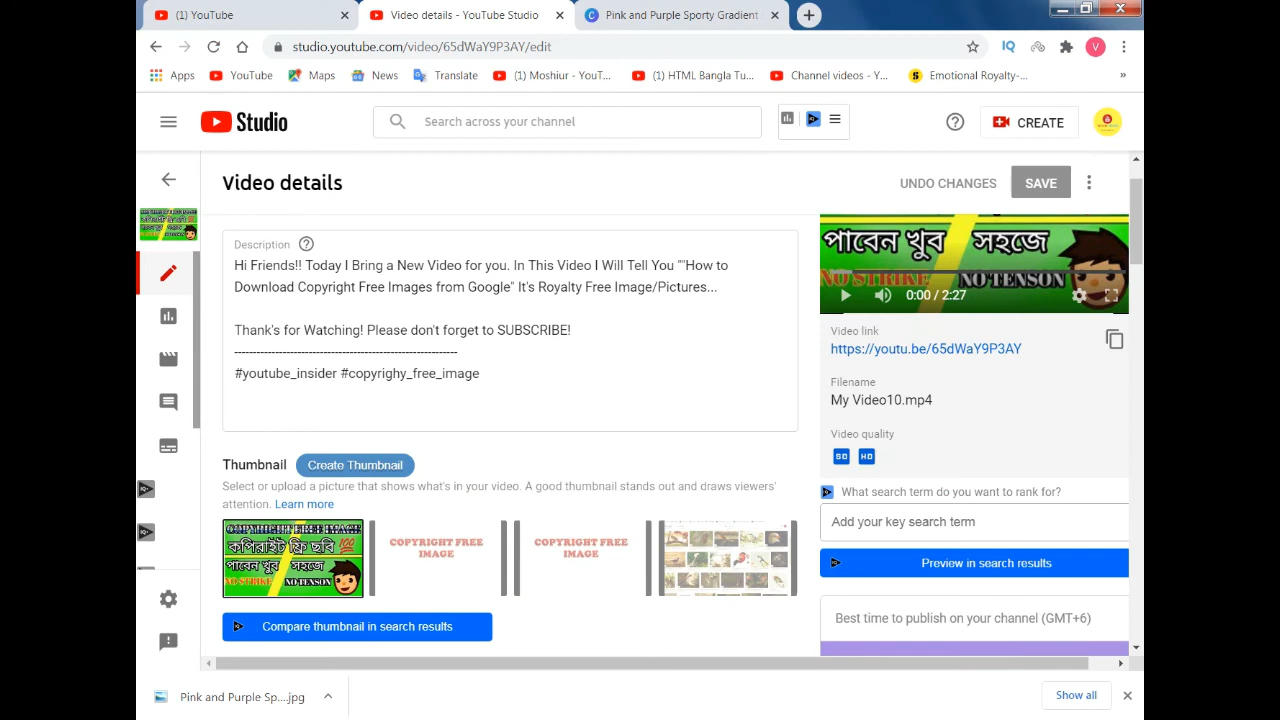 (1) YouTube
Video details - YouTube Studio
Pink and Purple Sporty Gradient
studio.youtube.com/video/65dWaY9P3AY/edit
IQ
V
Apps
YouTube
Maps
News
Translate
(1) Moshiur - YouT...
(1) HTML Bangla Tu...
Channel videos - Y...
Emotional Royalty-...
»
Studio
Search across your channel
CREATE
Video details
UNDO CHANGES
SAVE
Description
Hi Friends!! Today I Bring a New Video for you. In This Video I Will Tell You ""How to
Download Copyright Free Images from Google" It's Royalty Free Image/Pictures...
Thank's for Watching! Please don't forget to SUBSCRIBE!
---------------------------------------------------------
#youtube_insider #copyrighy_free_image
পাবেন খুব সহজে
NO STRIKE NO TENSON
0:00 / 2:27
Video link
https://youtu.be/65dWaY9P3AY
Filename
My Video10.mp4
Video quality
SD HD
Thumbnail
Create Thumbnail
Select or upload a picture that shows what's in your video. A good thumbnail stands out and draws viewers'
attention. Learn more
COPYRIGHT FREE IMAGE
কপিরাইট ফ্রি ছবি 100
পাবেন খুব সহজে
NO STRIKE NO TENSON
COPYRIGHT FREE
IMAGE
COPYRIGHT FREE
IMAGE
Compare thumbnail in search results
What search term do you want to rank for?
Add your key search term
Preview in search results
Best time to publish on your channel (GMT+6)
Pink and Purple Sp....jpg
Show all